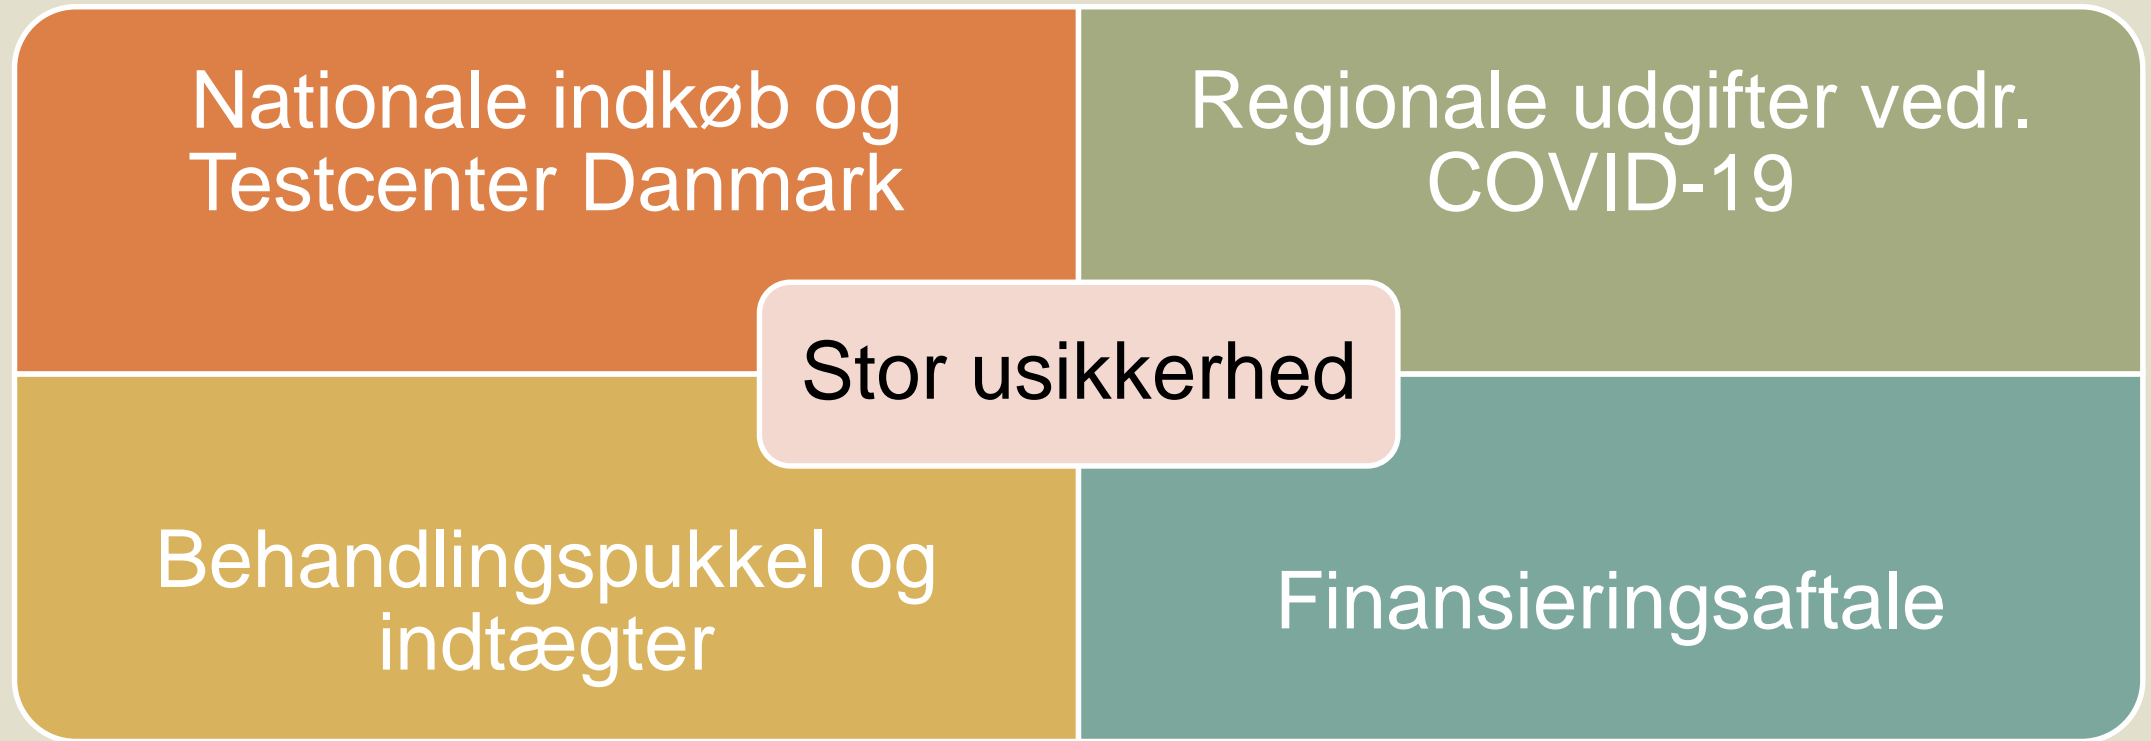 Nationale indkøb og
Testcenter Danmark
Regionale udgifter vedr.
COVID-19
Stor usikkerhed
Behandlingspukkel og
indtægter
Finansieringsaftale